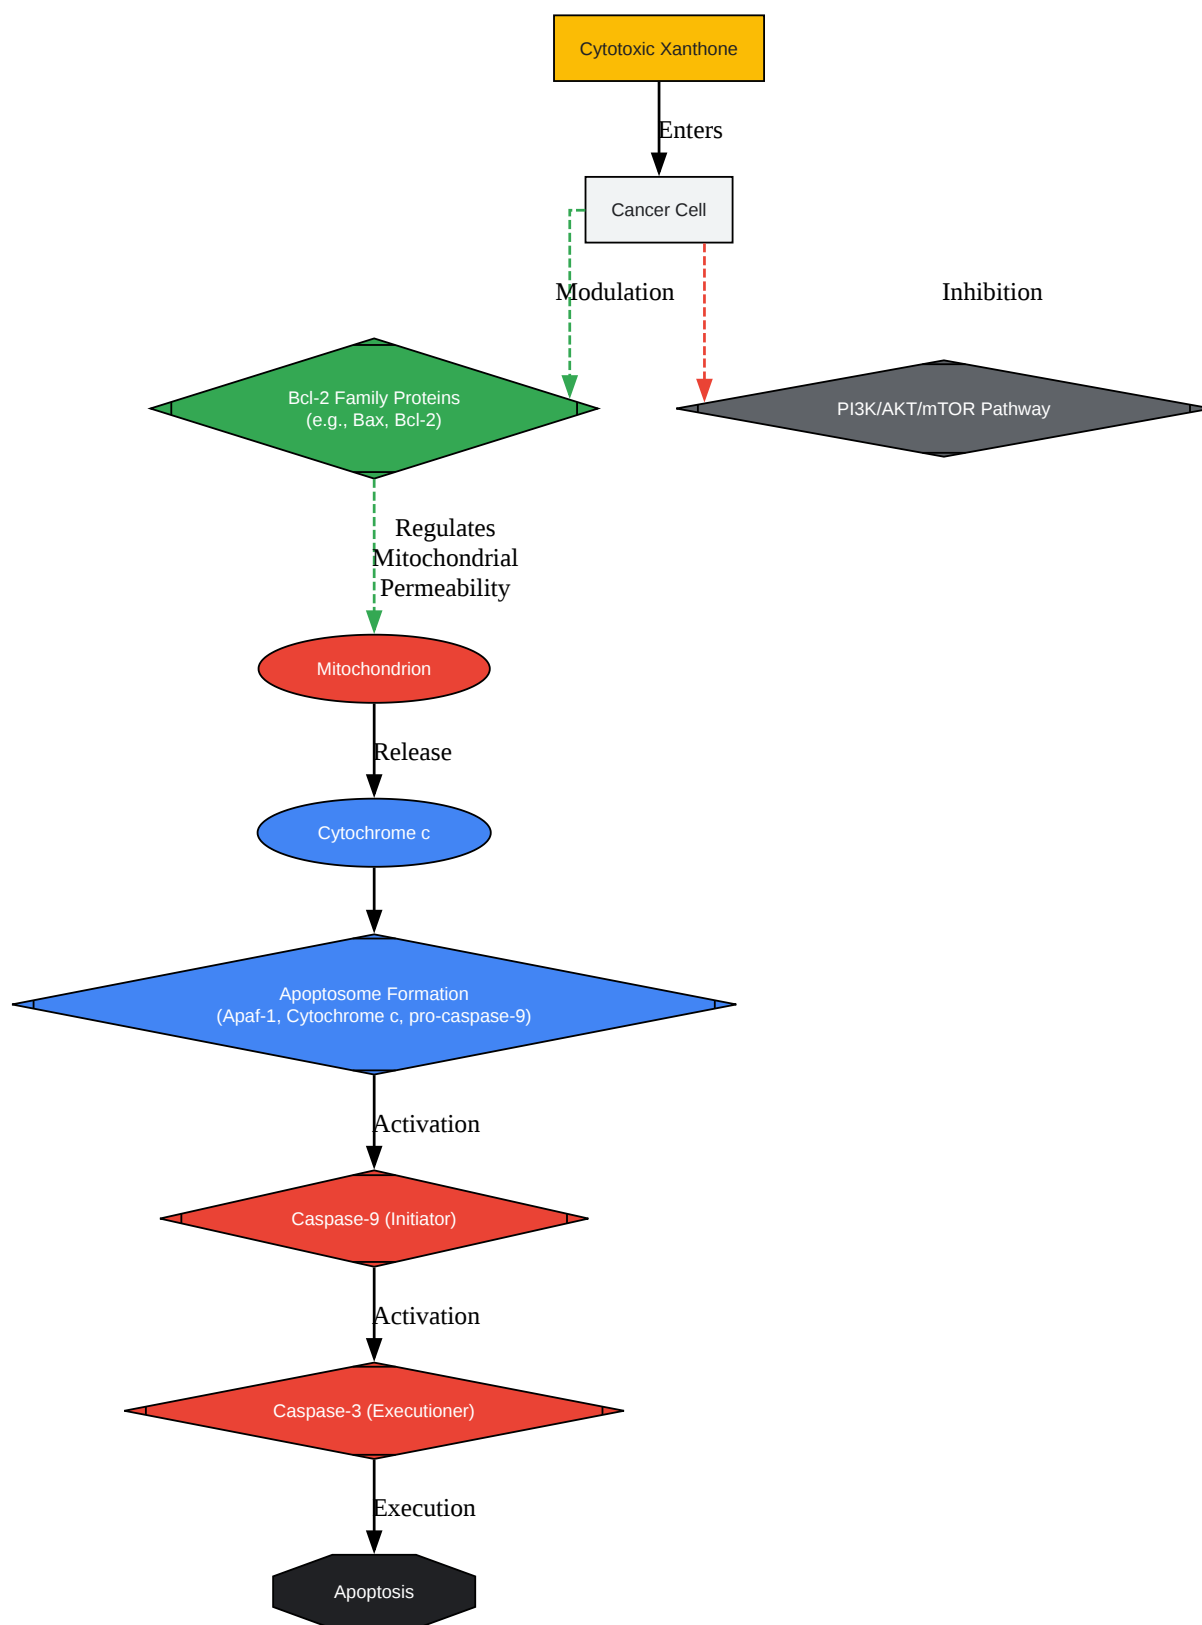 Cytotoxic Xanthone
Enters
Cancer Cell
Modulation
Inhibition
Bcl-2 Family Proteins
(e.g., Bax, Bcl-2)
PI3K/AKT/mTOR Pathway
Regulates
Mitochondrial
Permeability
Mitochondrion
Release
Cytochrome c
Apoptosome Formation
(Apaf-1, Cytochrome c, pro-caspase-9)
Activation
Caspase-9 (Initiator)
Activation
Caspase-3 (Executioner)
Execution
Apoptosis